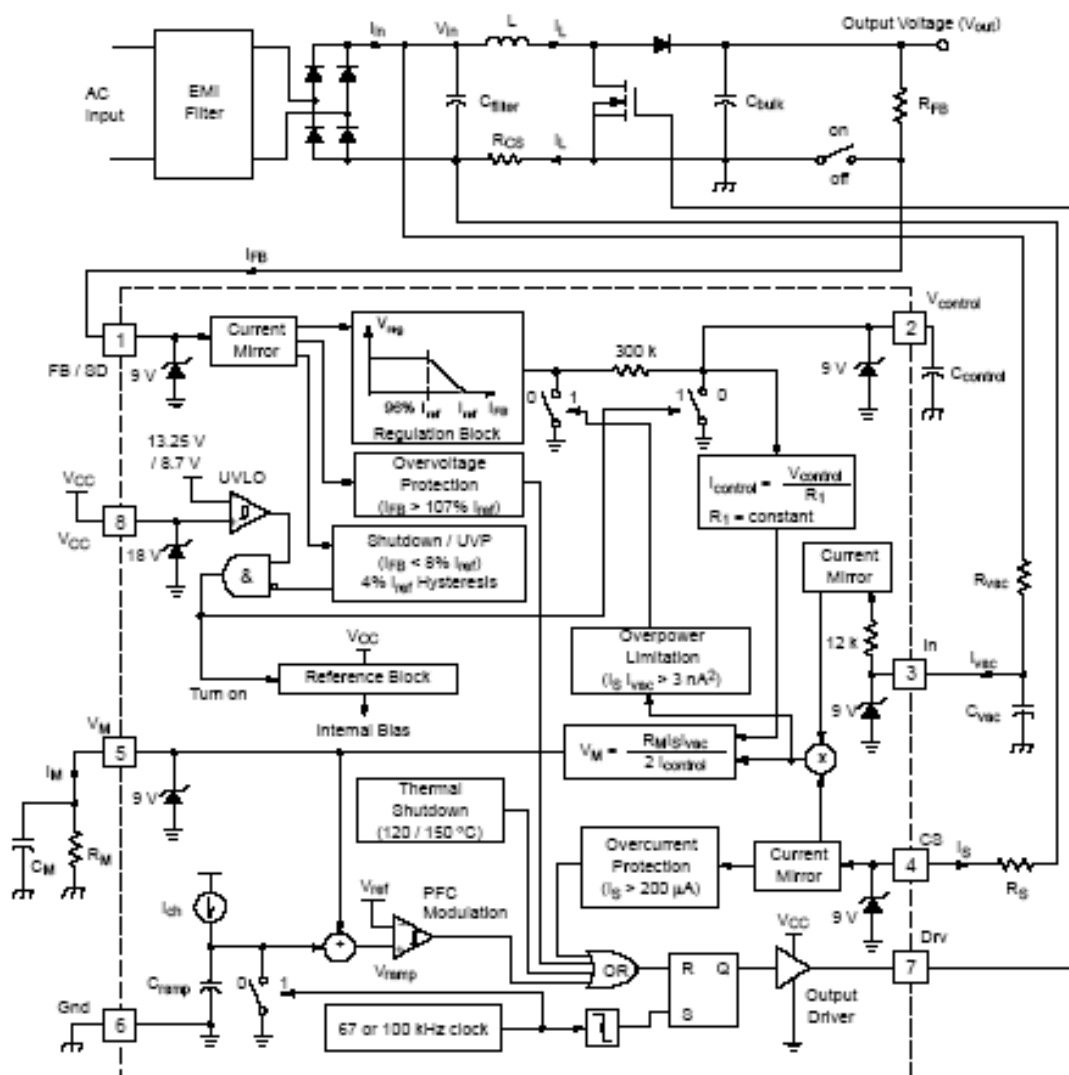 Output Voltage (Vout)
Iin
Vin
L
IL
AC
Input
EMI
Filter
Cfilter
Cbulk
RFB
RCS
IL
on
off
IFB
Vcontrol
1
FB / SD
9 V
Current
Mirror
Vreg
96% Iref
Iref
IFB
Regulation Block
300 k
0
1
1
0
9 V
2
Ccontrol
13.25 V
/ 8.7 V
UVLO
VCC
8
VCC
18 V
Overvoltage
Protection
(IFB > 107% Iref)
Shutdown / UVP
(IFB < 8% Iref)
4% Iref Hysteresis
&
Icontrol = Vcontrol / R1
R1 = constant
Current
Mirror
Rvac
12 k
In
3
Ivac
9 V
Cvac
Overpower
Limitation
(IS Ivac > 3 nA2)
VCC
Reference Block
Turn on
Internal Bias
VM
5
IM
9 V
CM
RM
VM = RMISIvac / 2 Icontrol
x
Thermal
Shutdown
(120 / 150 ºC)
Overcurrent
Protection
(IS > 200 µA)
Current
Mirror
CS
4
IS
RS
9 V
Ich
Vref
PFC
Modulation
+
-
+
Vramp
Cramp
0
1
OR
R
Q
S
VCC
Output
Driver
Drv
7
Gnd
6
67 or 100 kHz clock